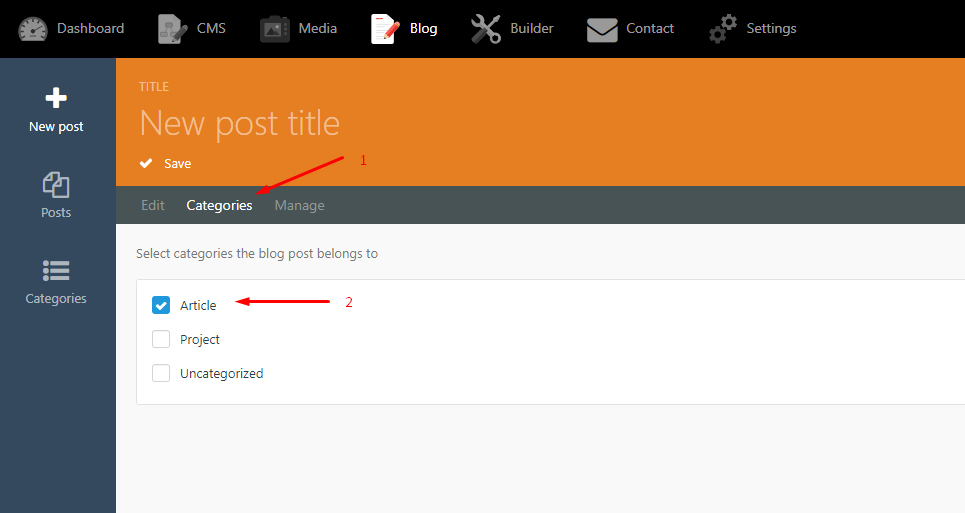 Dashboard CMS Media Blog Builder Contact Settings
New post
Posts
Categories
TITLE
New post title
Save
1
Edit Categories Manage
Select categories the blog post belongs to
Article
2
Project
Uncategorized